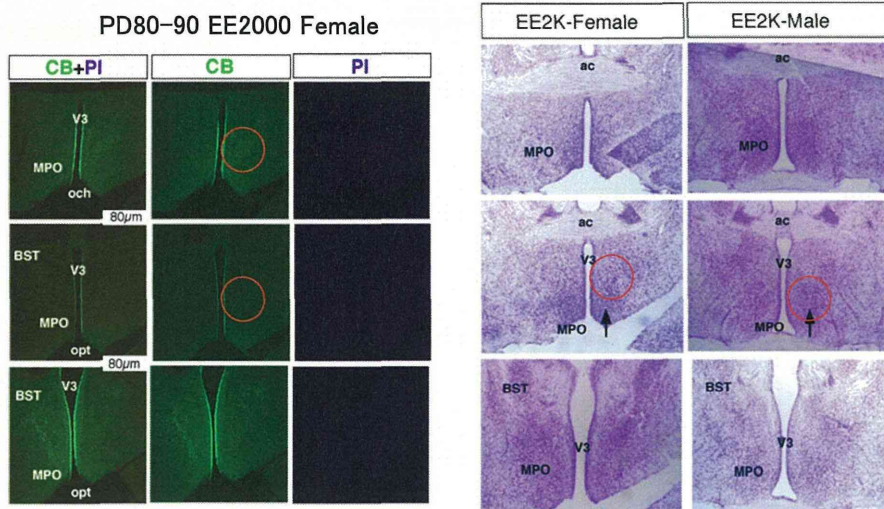 PD80-90 EE2000 Female
CB+PI
CB
PI
V3
MPO
och
80µm
BST
V3
MPO
opt
80µm
V3
BST
MPO
opt
EE2K-Female
EE2K-Male
ac
MPO
ac
MPO
ac
V3
MPO
ac
V3
MPO
BST
V3
MPO
BST
V3
MPO